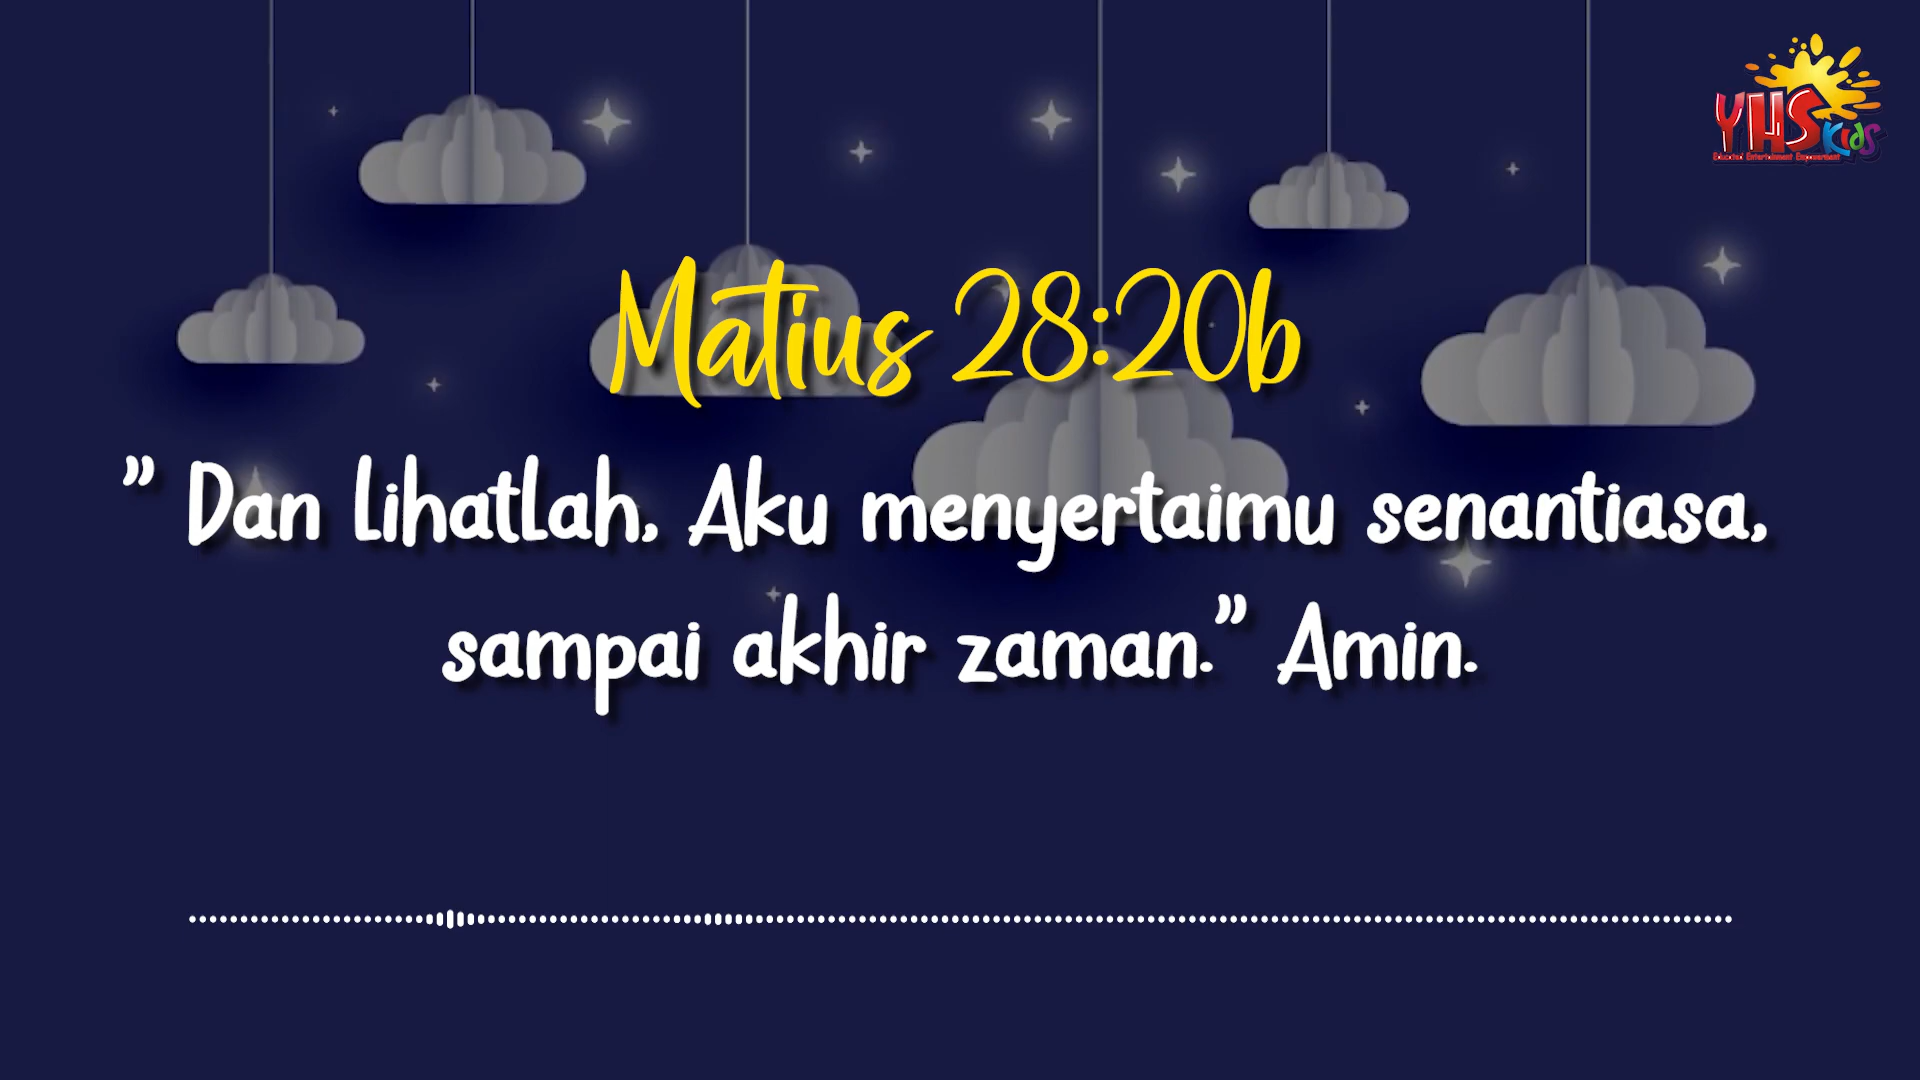 YHS Kids
Matius 28:20b
” Dan lihatlah, Aku menyertaimu senantiasa,
sampai akhir zaman.” Amin.